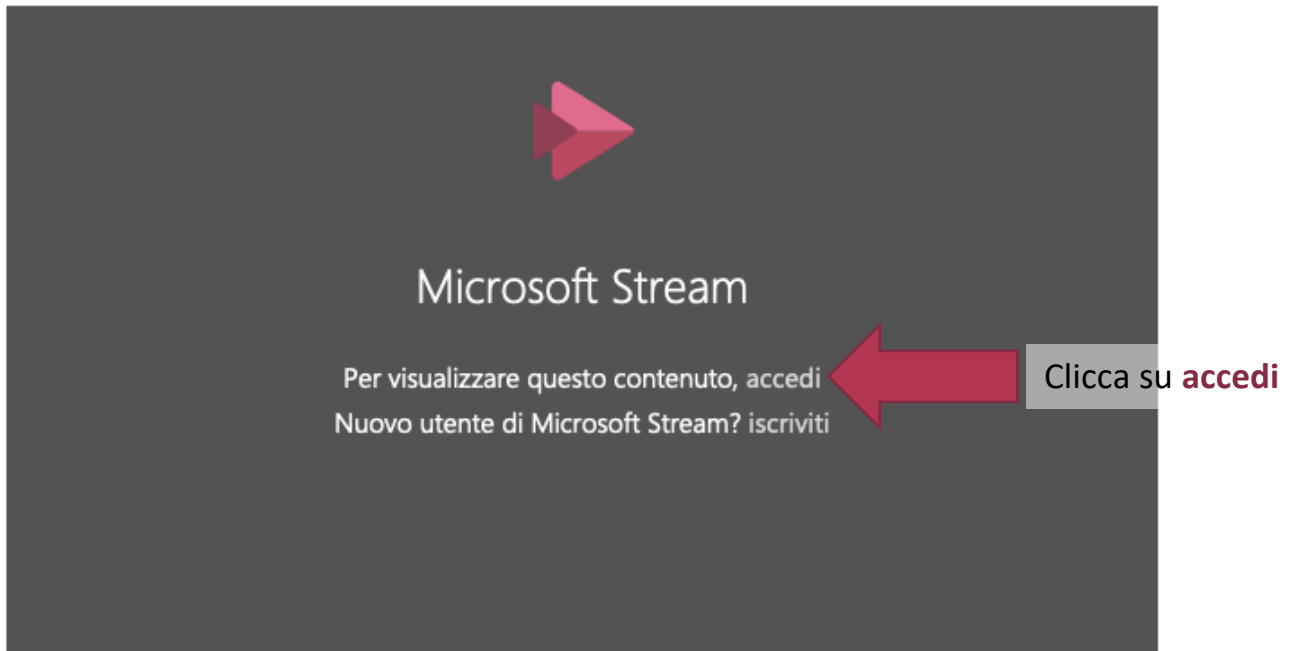 Microsoft Stream
Per visualizzare questo contenuto, accedi
Clicca su accedi
Nuovo utente di Microsoft Stream? iscriviti